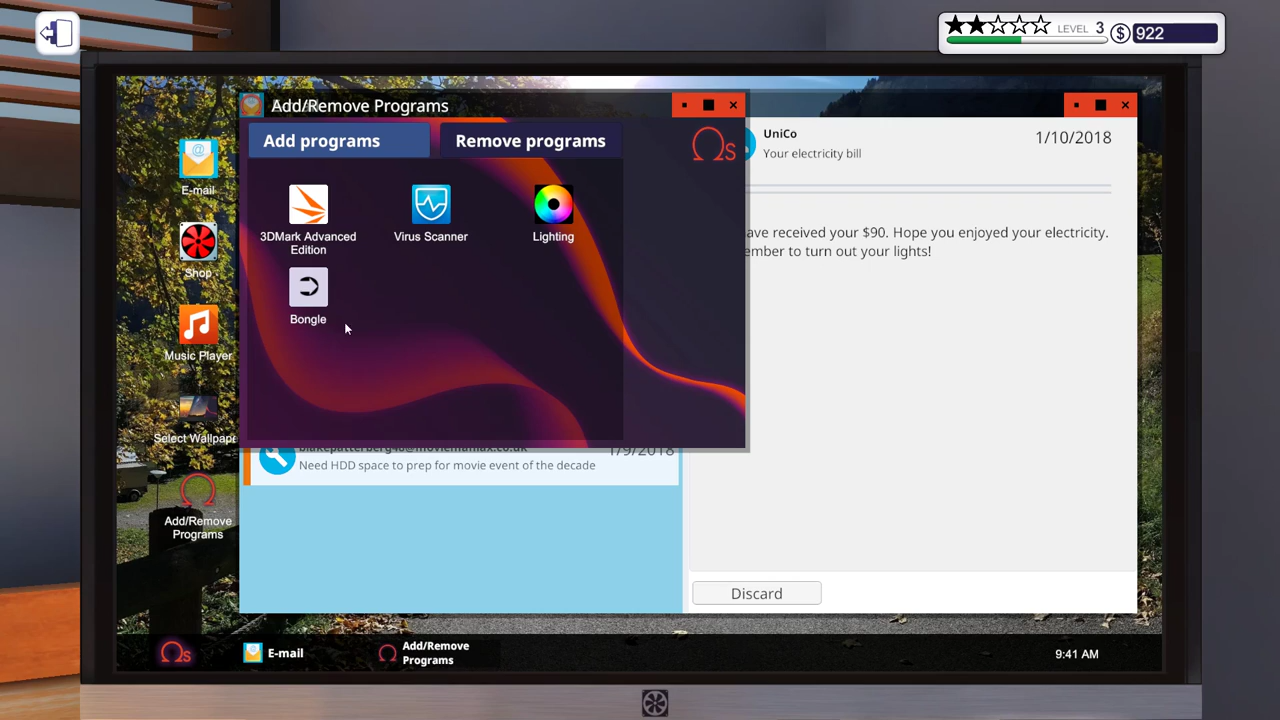 LEVEL 3
$ 922
Add/Remove Programs
Add programs
Remove programs
Ωs
3DMark Advanced
Edition
Virus Scanner
Lighting
Bongle
E-mail
Shop
Music Player
Select Wallpap
Add/Remove
Programs
UniCo
Your electricity bill
1/10/2018
ave received your $90. Hope you enjoyed your electricity.
ember to turn out your lights!
1/9/2018
Need HDD space to prep for movie event of the decade
Discard
Ωs
E-mail
Add/Remove
Programs
9:41 AM